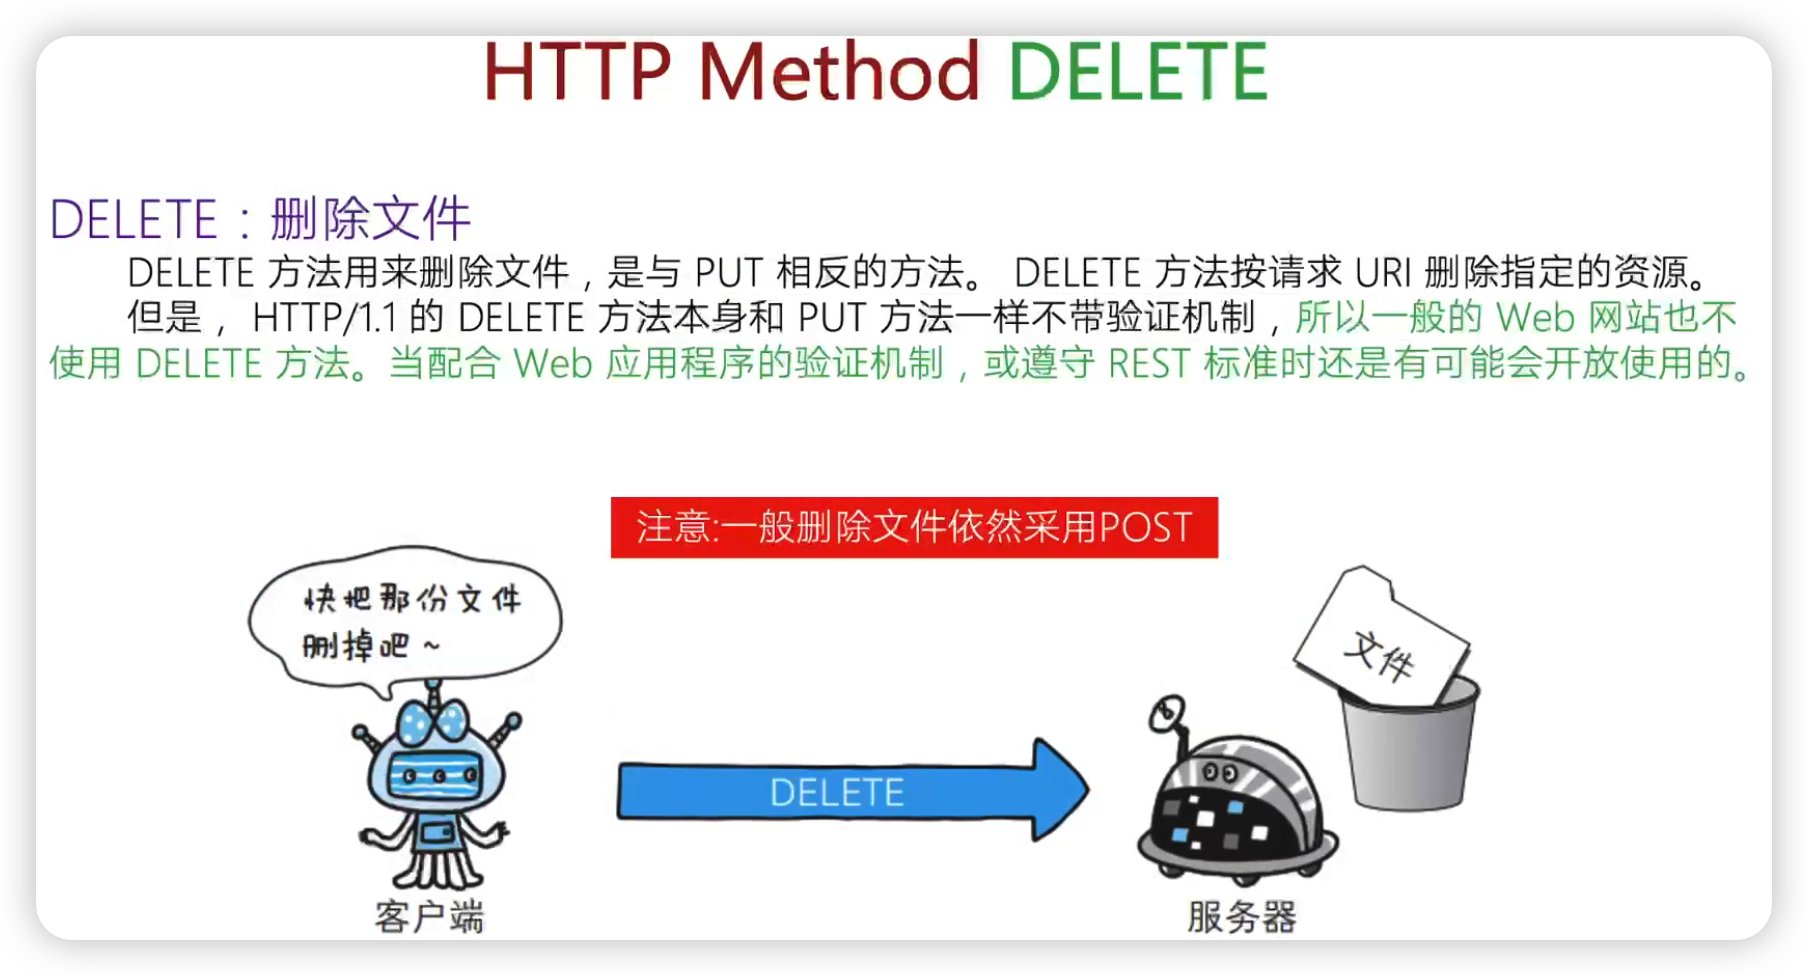 HTTP Method DELETE
DELETE：删除文件
DELETE 方法用来删除文件，是与 PUT 相反的方法。 DELETE 方法按请求 URI 删除指定的资源。
但是， HTTP/1.1 的 DELETE 方法本身和 PUT 方法一样不带验证机制，所以一般的 Web 网站也不
使用 DELETE 方法。当配合 Web 应用程序的验证机制，或遵守 REST 标准时还是有可能会开放使用的。
注意:一般删除文件依然采用POST
快把那份文件
删掉吧~
文件
DELETE
客户端
服务器